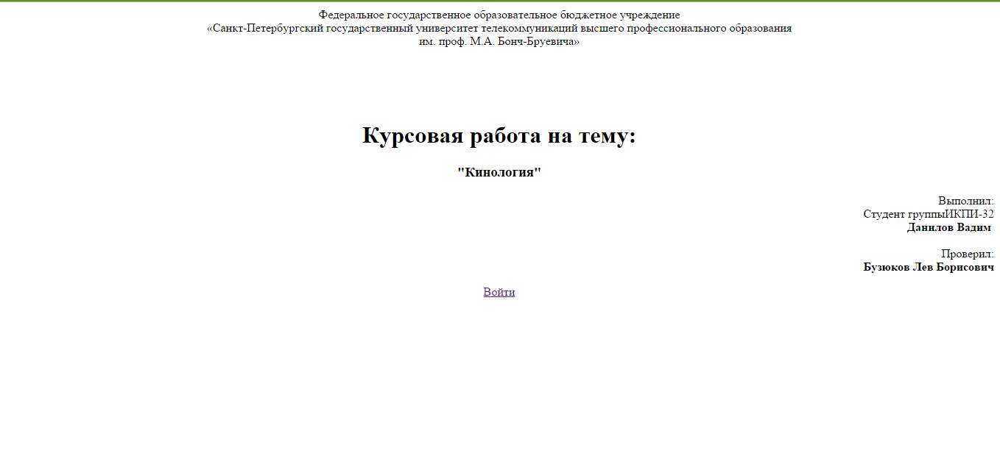 Федеральное государственное образовательное бюджетное учреждение
«Санкт-Петербургский государственный университет телекоммуникаций высшего профессионального образования
им. проф. М.А. Бонч-Бруевича»
Курсовая работа на тему:
"Кинология"
Выполнил:
Студент группыИКПИ-32
Данилов Вадим
Проверил:
Бузюков Лев Борисович
Войти